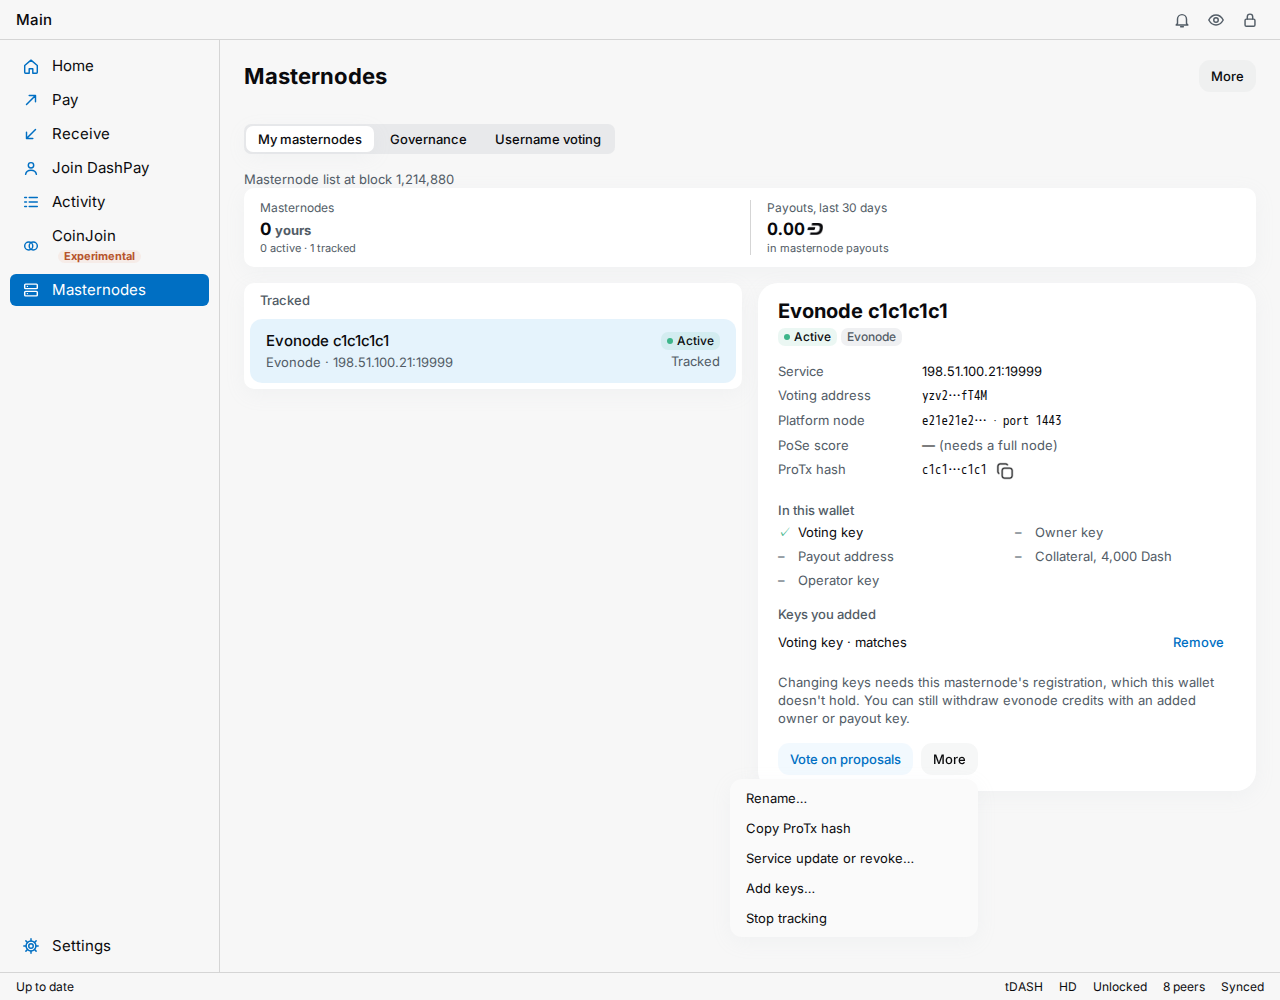 Main
Home
Pay
Receive
Join DashPay
Activity
CoinJoin
Experimental
Masternodes
Settings
Masternodes
More
My masternodes
Governance
Username voting
Masternode list at block 1,214,880
Masternodes
0 yours
0 active · 1 tracked
Payouts, last 30 days
0.00
in masternode payouts
Tracked
Evonode c1c1c1c1
Active
Evonode · 198.51.100.21:19999
Tracked
Evonode c1c1c1c1
Active
Evonode
Service 198.51.100.21:19999
Voting address yzv2⋯fT4M
Platform node e21e21e2⋯ · port 1443
PoSe score — (needs a full node)
ProTx hash c1c1⋯c1c1
In this wallet
✓ Voting key
– Owner key
– Payout address
– Collateral, 4,000 Dash
– Operator key
Keys you added
Voting key · matches
Remove
Changing keys needs this masternode's registration, which this wallet
doesn't hold. You can still withdraw evonode credits with an added
owner or payout key.
Vote on proposals
More
Rename...
Copy ProTx hash
Service update or revoke...
Add keys...
Stop tracking
Up to date
tDASH
HD
Unlocked
8 peers
Synced